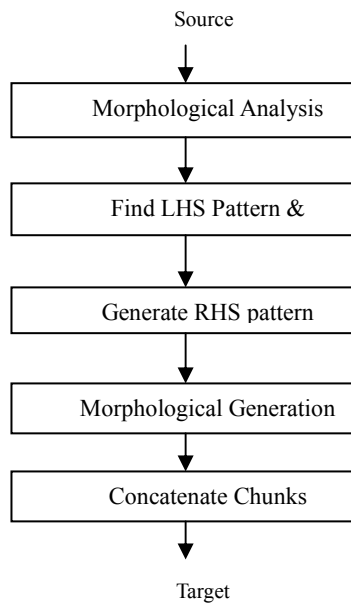 Source
Morphological Analysis
Find LHS Pattern &
Generate RHS pattern
Morphological Generation
Concatenate Chunks
Target